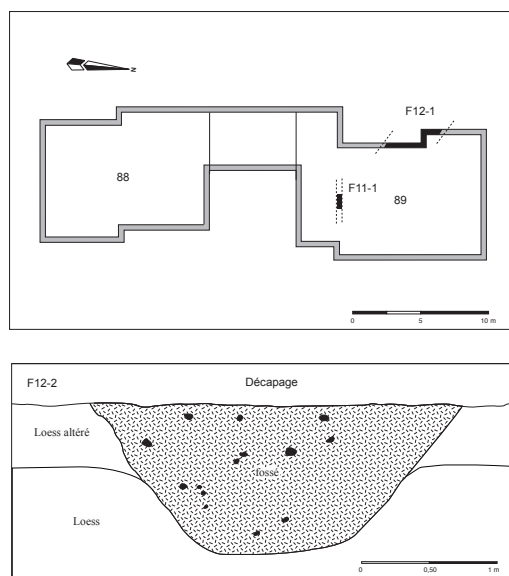 N
F12-1
88
F11-1
89
0 5 10 m
F12-2
Décapage
Loess altéré
fossé
Loess
0 0,50 1 m